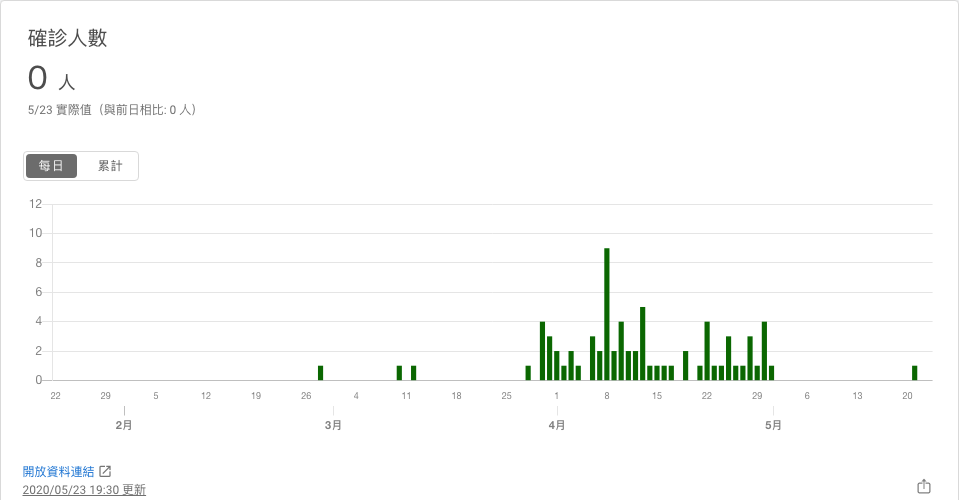 確診人數
0 人
5/23 實際值（與前日相比: 0 人）
每日 累計
12
10
8
6
4
2
0
22 29 5 12 19 26 4 11 18 25 1 8 15 22 29 6 13 20
2月 3月 4月 5月
開放資料連結
2020/05/23 19:30 更新